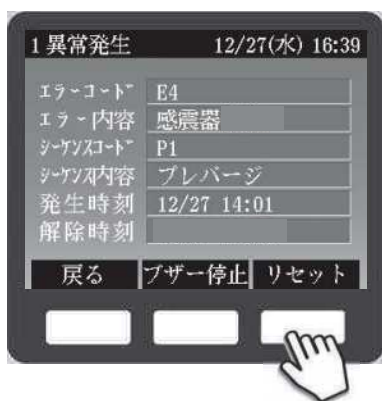 1 異常発生 12/27(水) 16:39
ｴﾗｰｺｰﾄﾞ E4
ｴﾗｰ内容 感震器
ｼｰｹﾝｽｺｰﾄﾞ P1
ｼｰｹﾝｽ内容 プレパージ
発生時刻 12/27 14:01
解除時刻
戻る ブザー停止 リセット